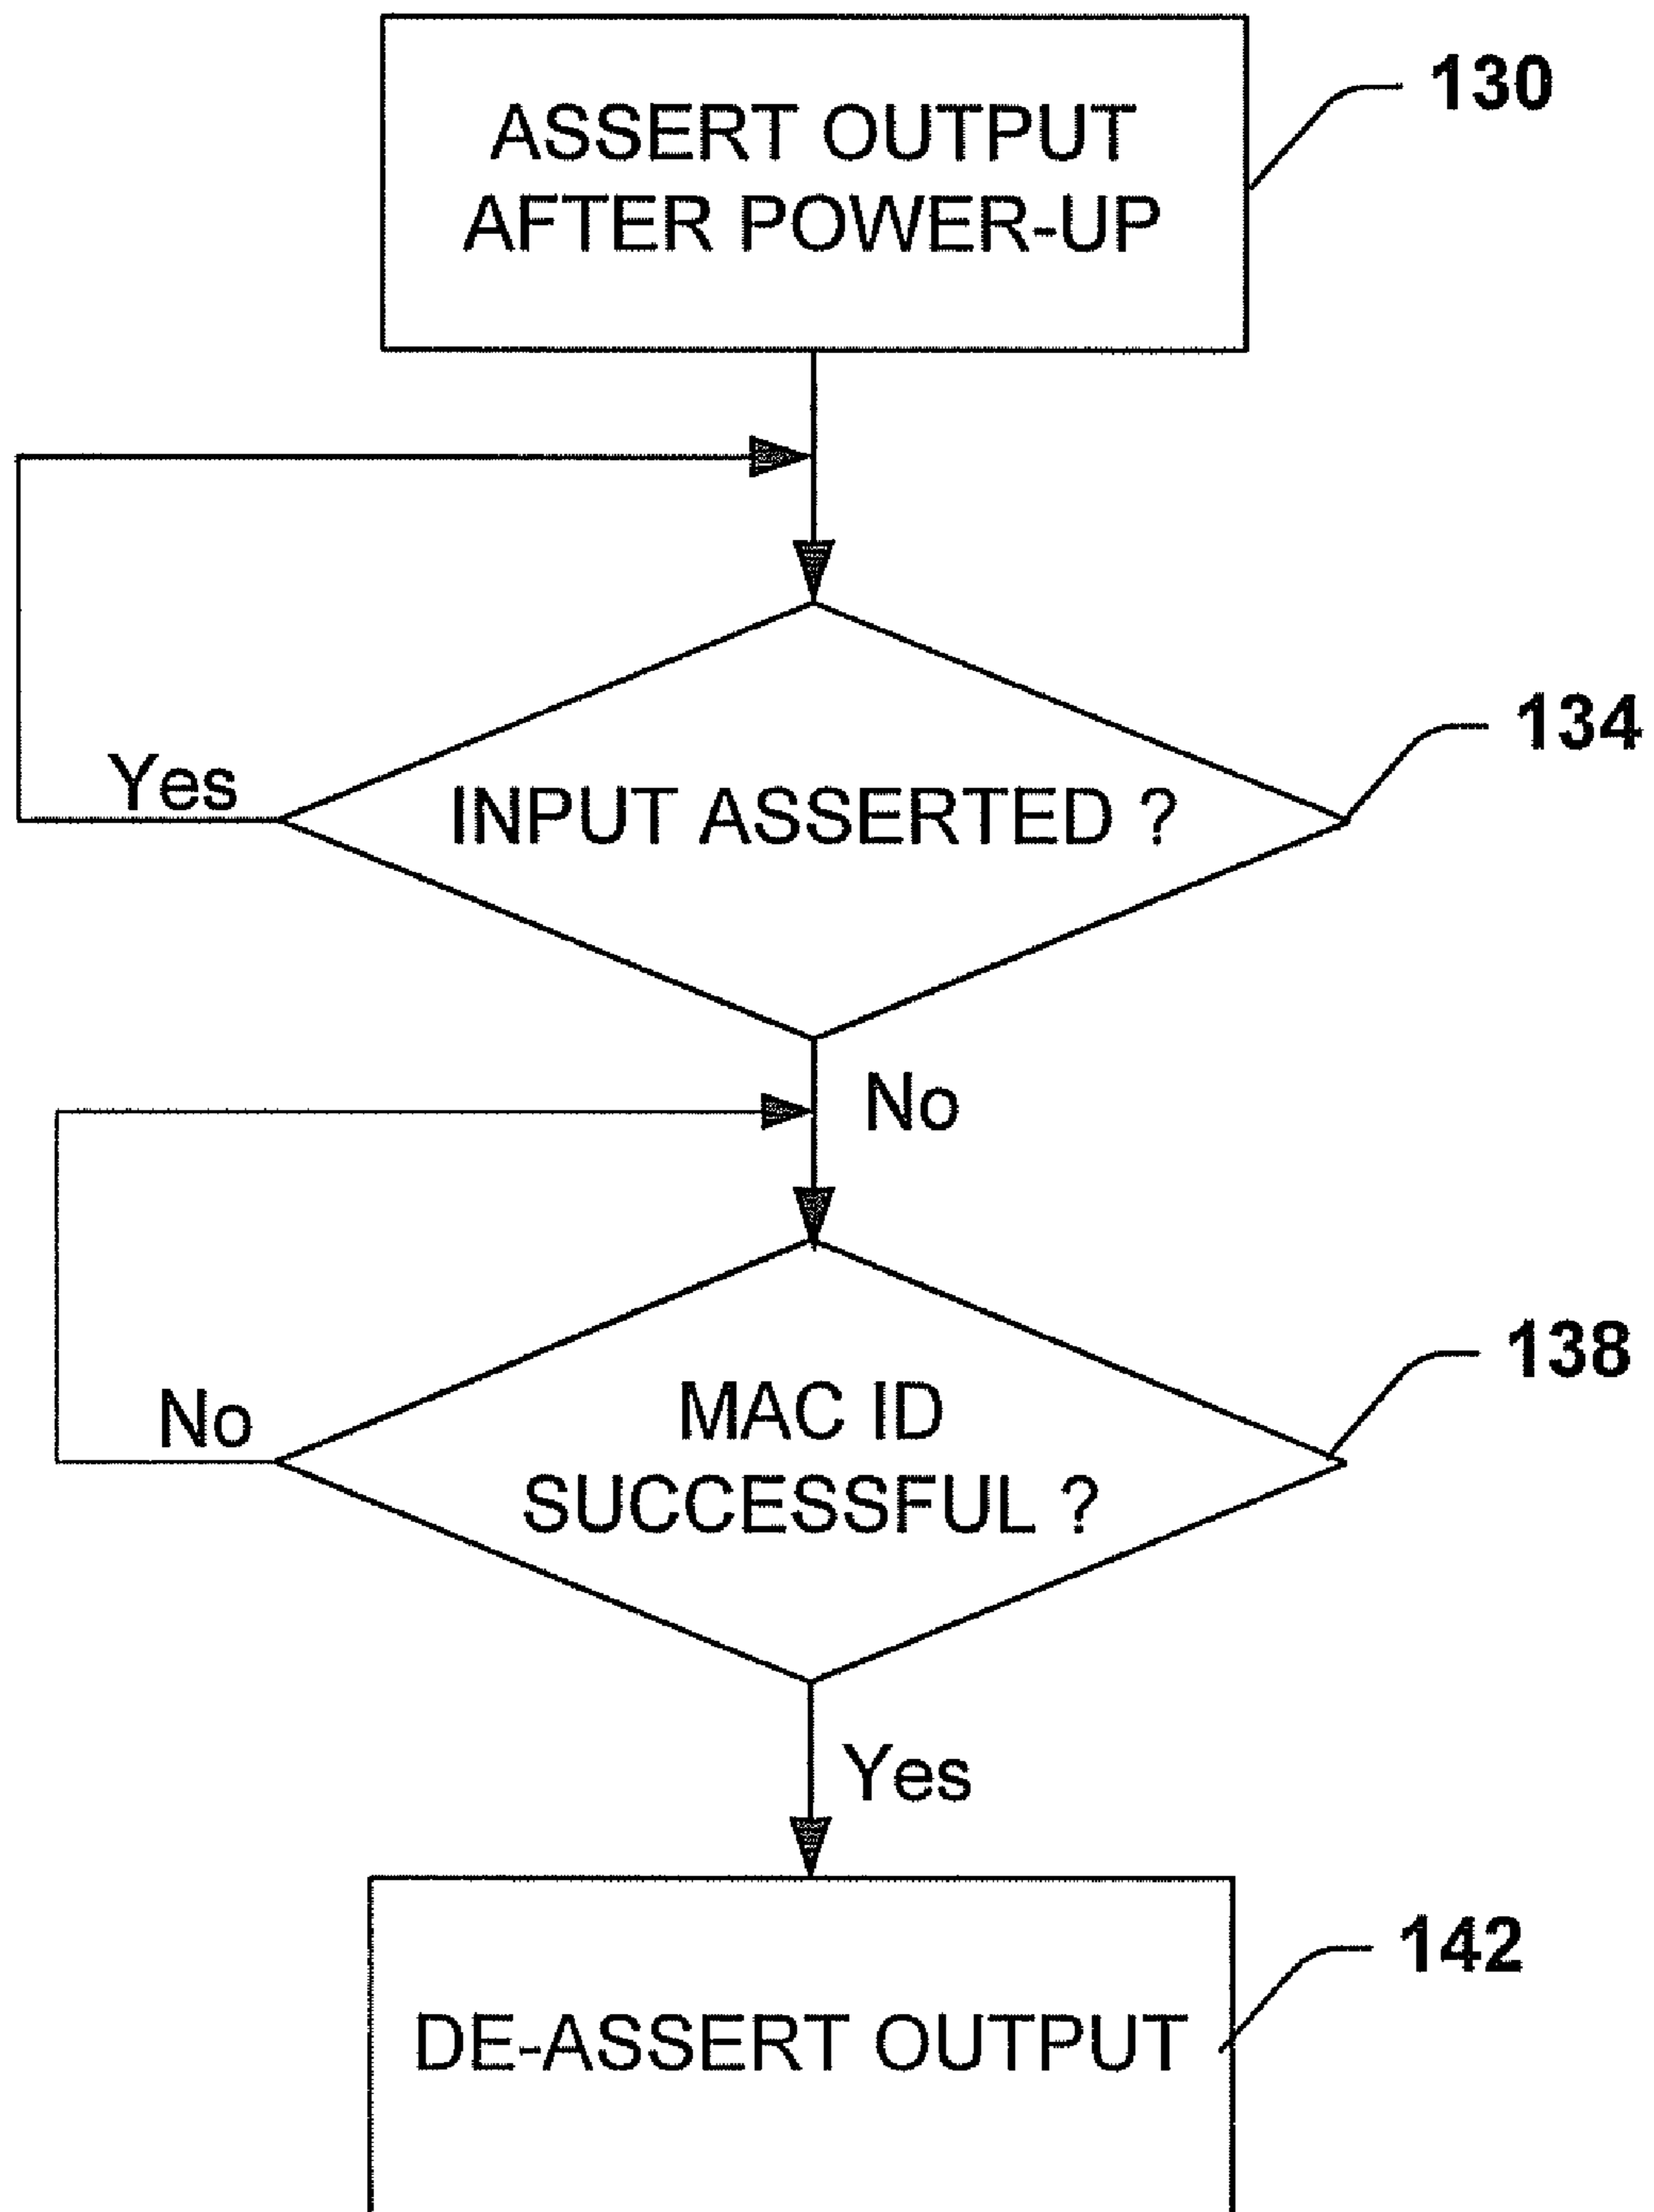 ASSERT OUTPUT
AFTER POWER-UP
130
INPUT ASSERTED ?
134
Yes
No
MAC ID
SUCCESSFUL ?
138
No
Yes
DE-ASSERT OUTPUT
142